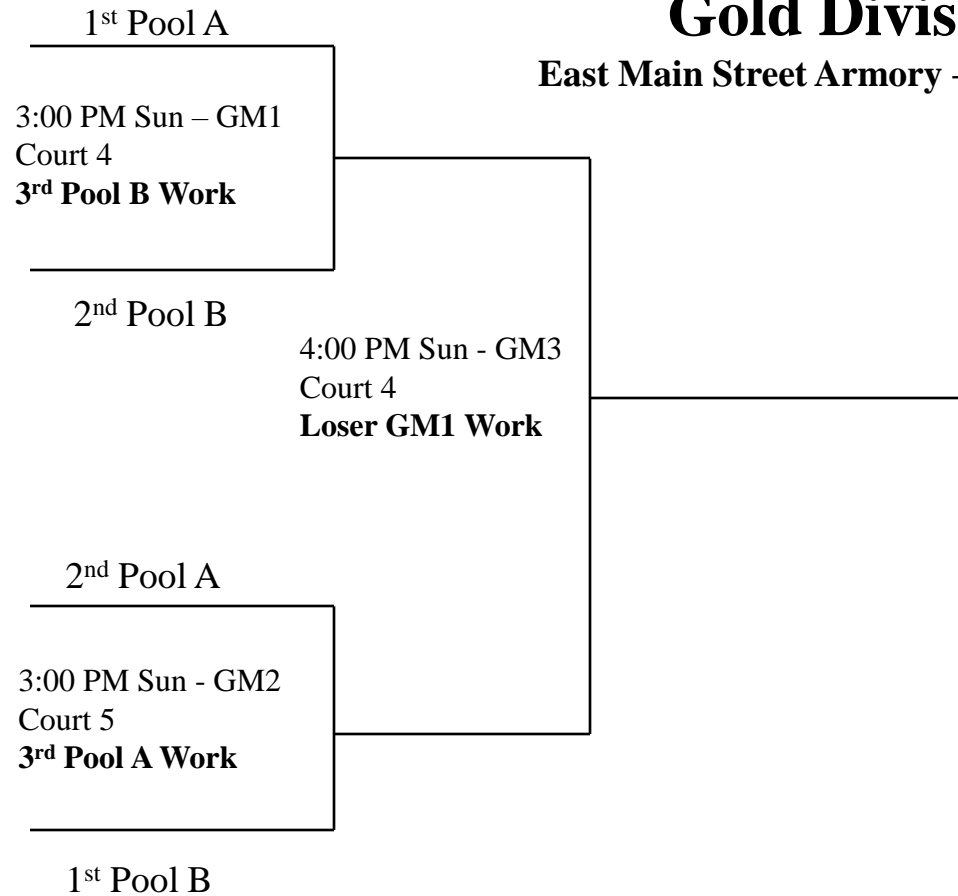 1st Pool A
Gold Divis
East Main Street Armory -
3:00 PM Sun – GM1
Court 4
3rd Pool B Work
2nd Pool B
4:00 PM Sun - GM3
Court 4
Loser GM1 Work
2nd Pool A
3:00 PM Sun - GM2
Court 5
3rd Pool A Work
1st Pool B